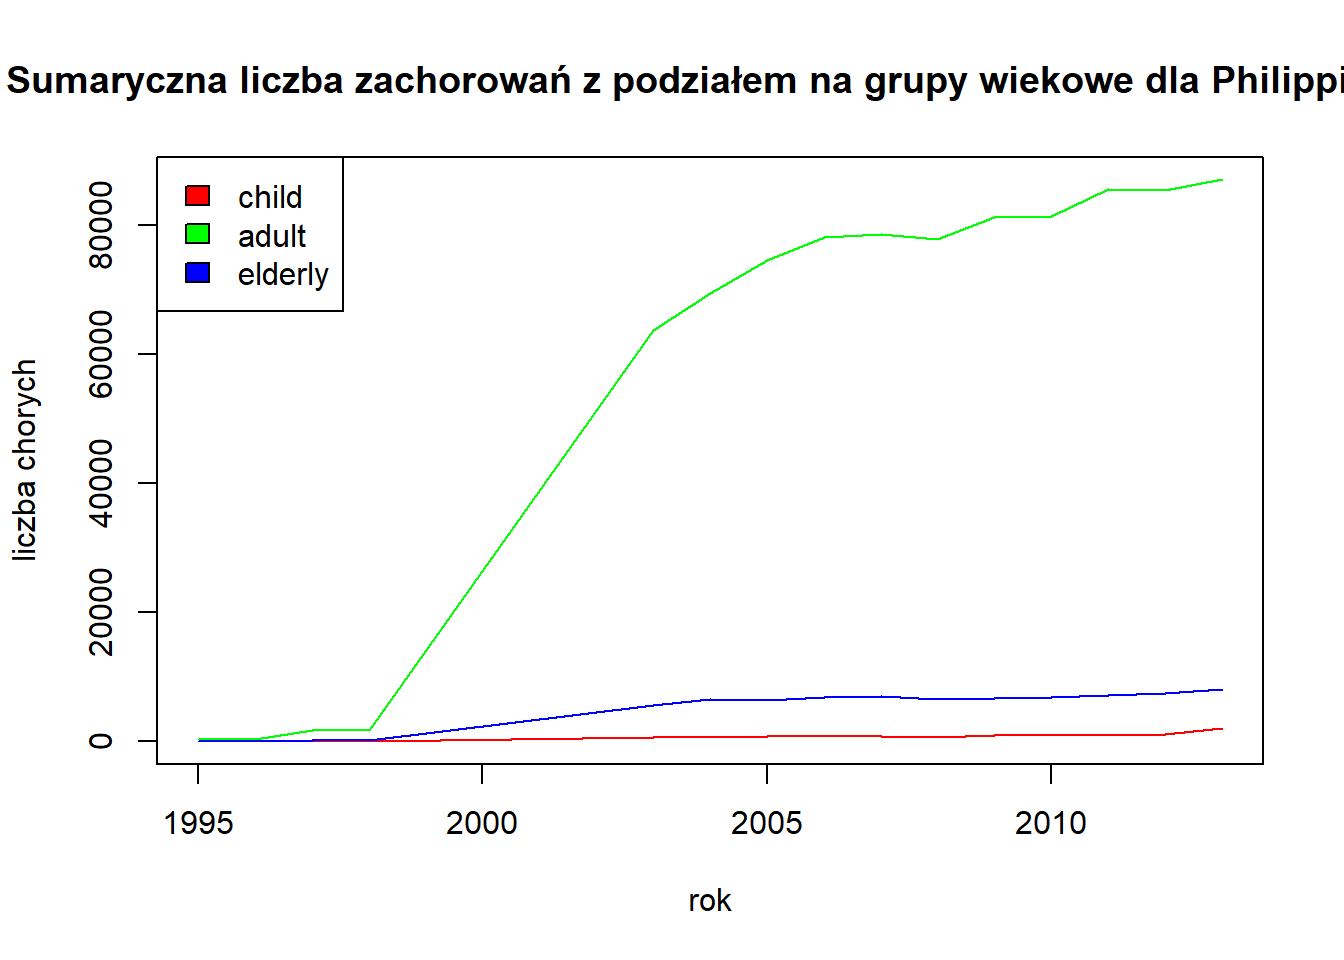 Sumaryczna liczba zachorowań z podziałem na grupy wiekowe dla Philippi
child
adult
elderly
liczba chorych
80000
60000
40000
20000
0
1995 2000 2005 2010
rok